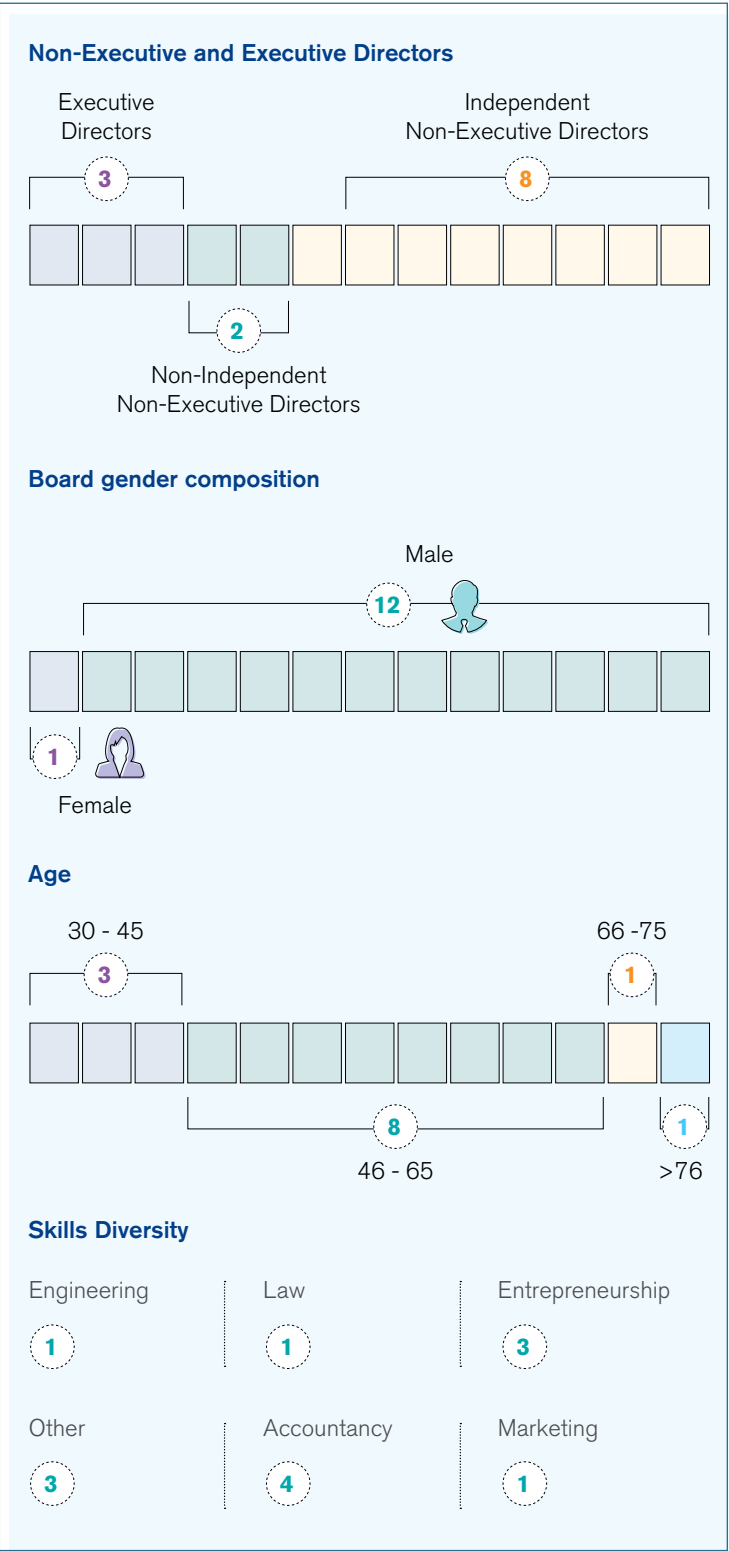 Non-Executive and Executive Directors
Executive
Directors
Independent
Non-Executive Directors
3
8
2
Non-Independent
Non-Executive Directors
Board gender composition
Male
12
1
Female
Age
30 - 45
66 -75
3
1
8
1
46 - 65
>76
Skills Diversity
Engineering
Law
Entrepreneurship
1
1
3
Other
Accountancy
Marketing
3
4
1